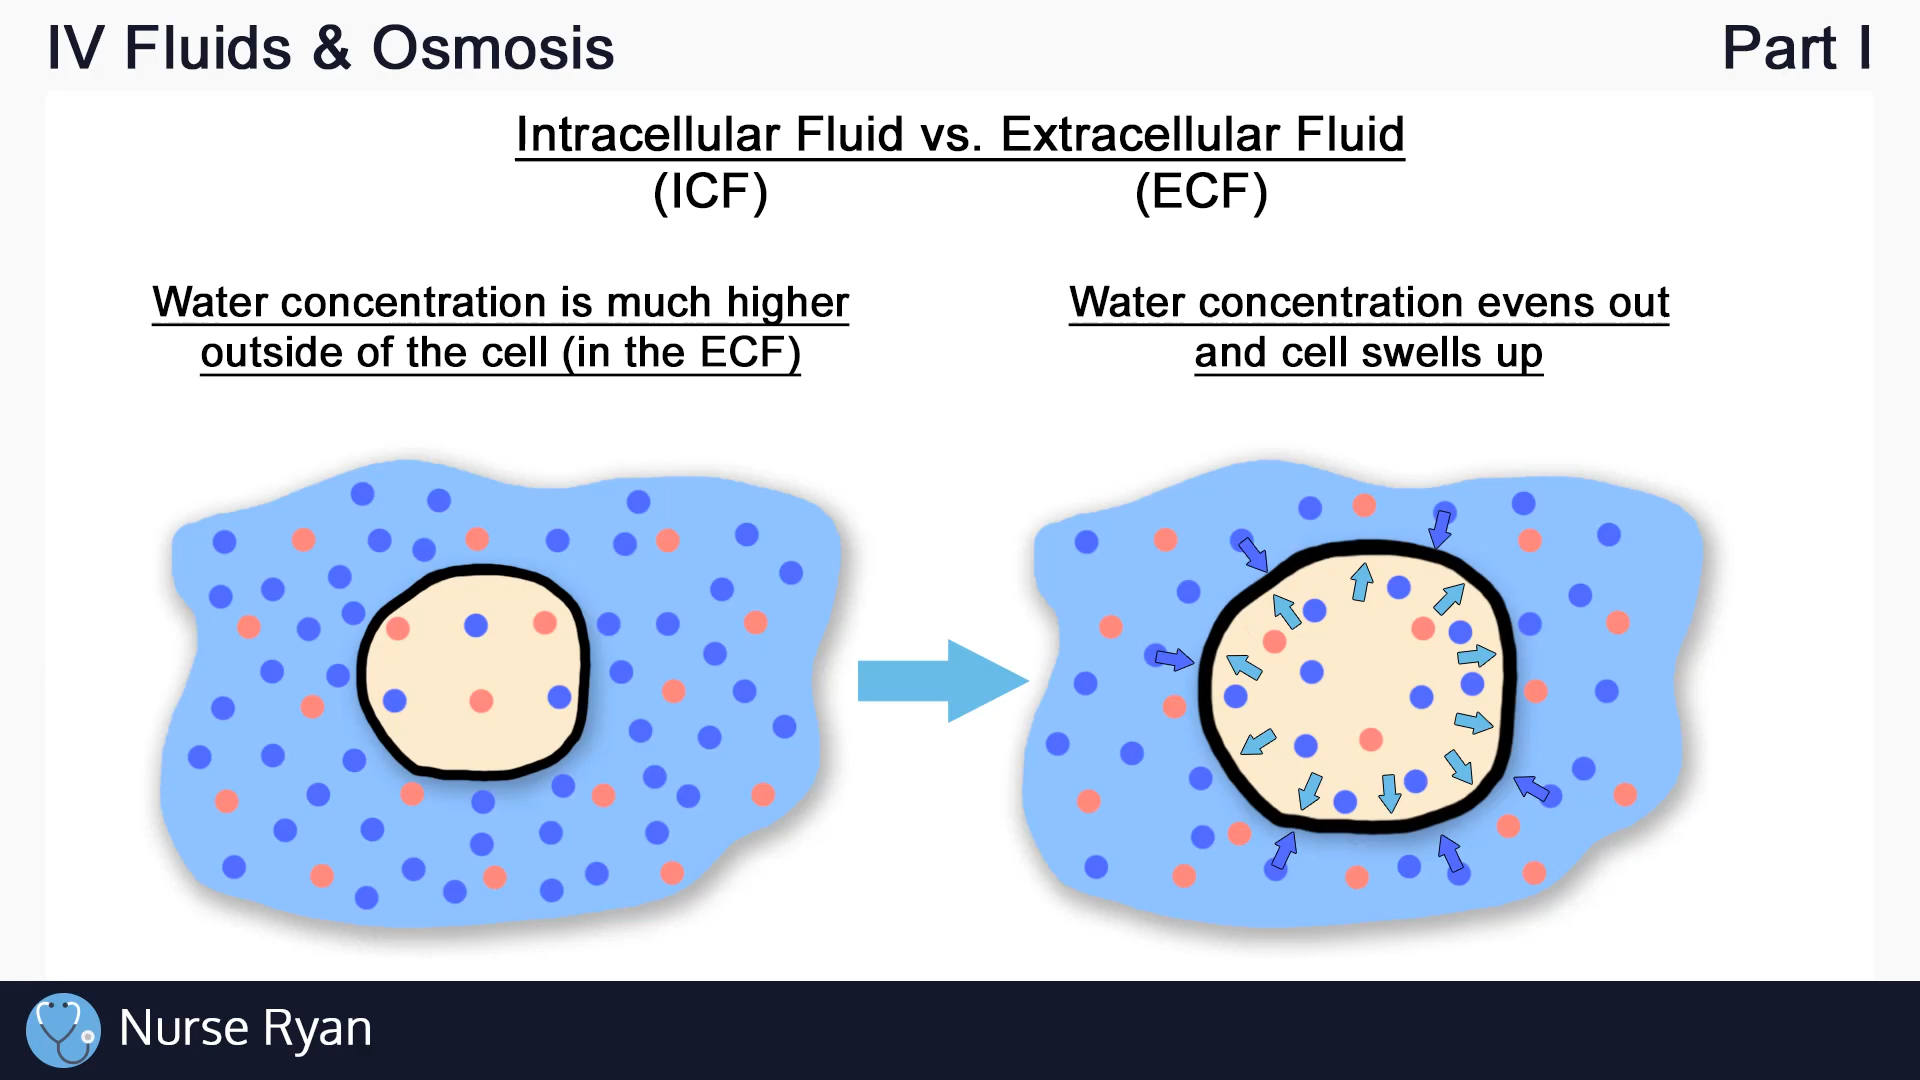 IV Fluids & Osmosis
Part I
Intracellular Fluid vs. Extracellular Fluid
(ICF)
(ECF)
Water concentration is much higher
outside of the cell (in the ECF)
Water concentration evens out
and cell swells up
Nurse Ryan